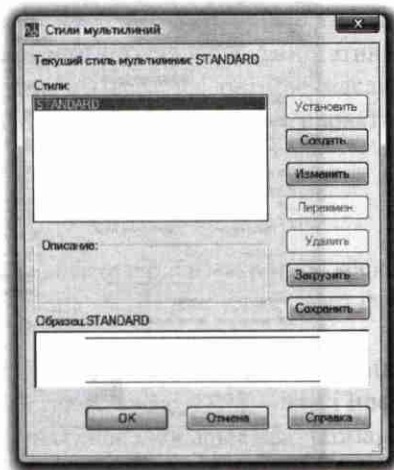 Стили мультилиний
Текущий стиль мультилинии: STANDARD
Стили:
STANDARD
Установить
Создать...
Изменить...
Переимен.
Удалить
Описание:
Загрузить...
Сохранить...
Образец:STANDARD
OK
Отмена
Справка